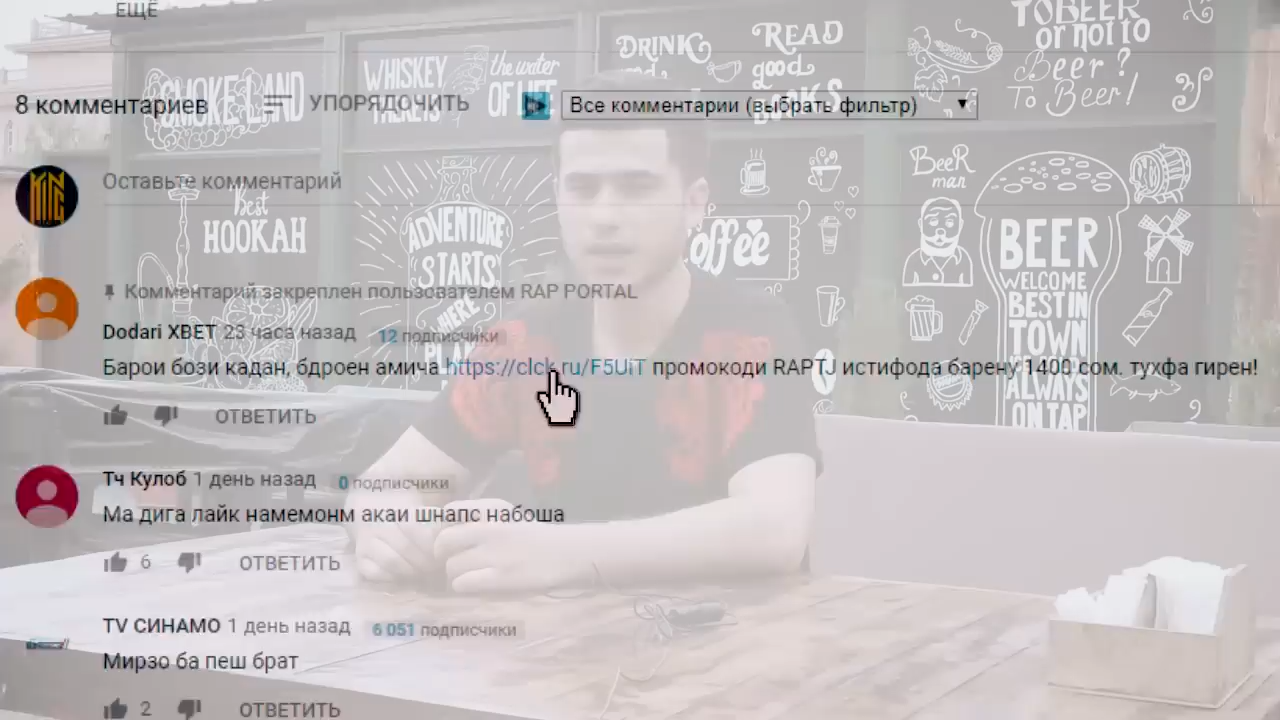 ЕЩЁ
TO BEER
or not to
Beer?
To Beer!
DRINK
READ
good
BOOKS
SMOKE LAND
WHISKEY
the water
OF LIFE
8 комментариев
УПОРЯДОЧИТЬ
Все комментарии (выбрать фильтр)
BeeR
man
Оставьте комментарий
Best
HOOKAH
ADVENTURE
STARTS
HERE
Coffee
BEER
WELCOME
BEST IN
TOWN
ALWAYS
ON TAP
Комментарий закреплен пользователем RAP PORTAL
Dodari XBET 23 часа назад 12 подписчики
Барои бози кадан, бдроен амича https://clck.ru/F5UiT промокоди RAPTJ истифода барену 1400 сом. тухфа гирен!
ОТВЕТИТЬ
Тч Кулоб 1 день назад 0 подписчики
Ма дига лайк намемонм акаи шнапс набоша
6 ОТВЕТИТЬ
TV СИНАМО 1 день назад 6 051 подписчики
Мирзо ба пеш брат
2 ОТВЕТИТЬ